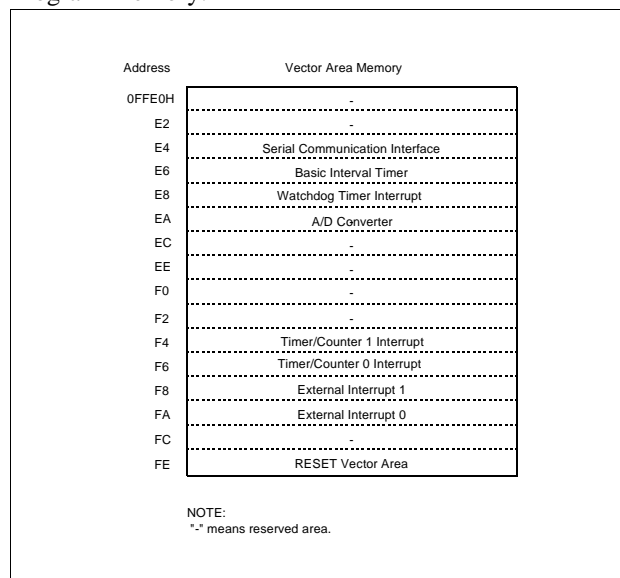 Address Vector Area Memory
0FFE0H -
E2 -
E4 Serial Communication Interface
E6 Basic Interval Timer
E8 Watchdog Timer Interrupt
EA A/D Converter
EC -
EE -
F0 -
F2 -
F4 Timer/Counter 1 Interrupt
F6 Timer/Counter 0 Interrupt
F8 External Interrupt 1
FA External Interrupt 0
FC -
FE RESET Vector Area
NOTE:
"-" means reserved area.